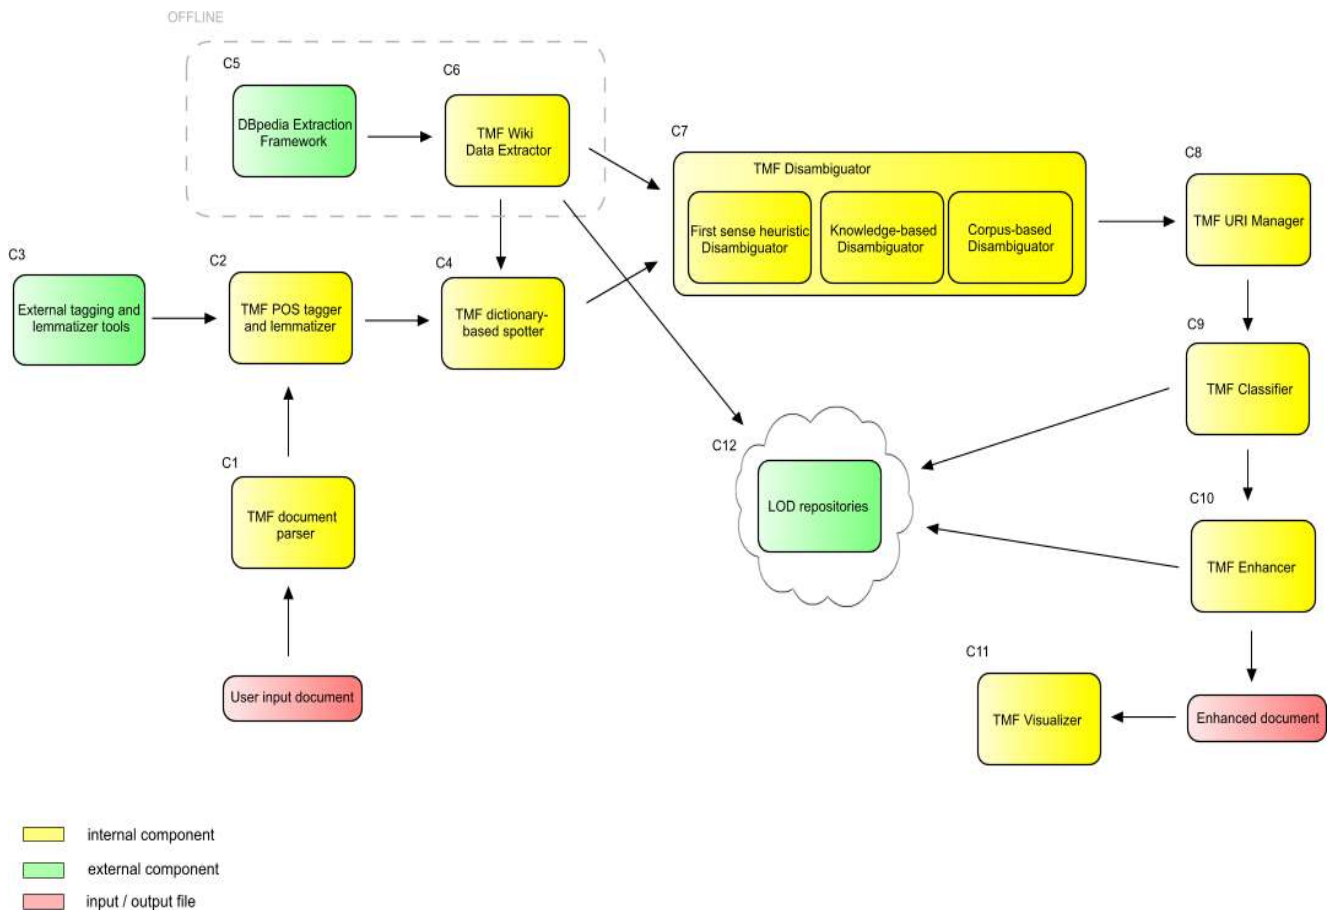 OFFLINE
C5
DBpedia Extraction
Framework
C6
TMF Wiki
Data Extractor
C7
TMF Disambiguator
First sense heuristic
Disambiguator
Knowledge-based
Disambiguator
Corpus-based
Disambiguator
C8
TMF URI Manager
C3
External tagging and
lemmatizer tools
C2
TMF POS tagger
and lemmatizer
C4
TMF dictionary-
based spotter
C9
TMF Classifier
C1
TMF document
parser
C12
LOD repositories
C10
TMF Enhancer
User input document
C11
TMF Visualizer
Enhanced document
internal component
external component
input / output file